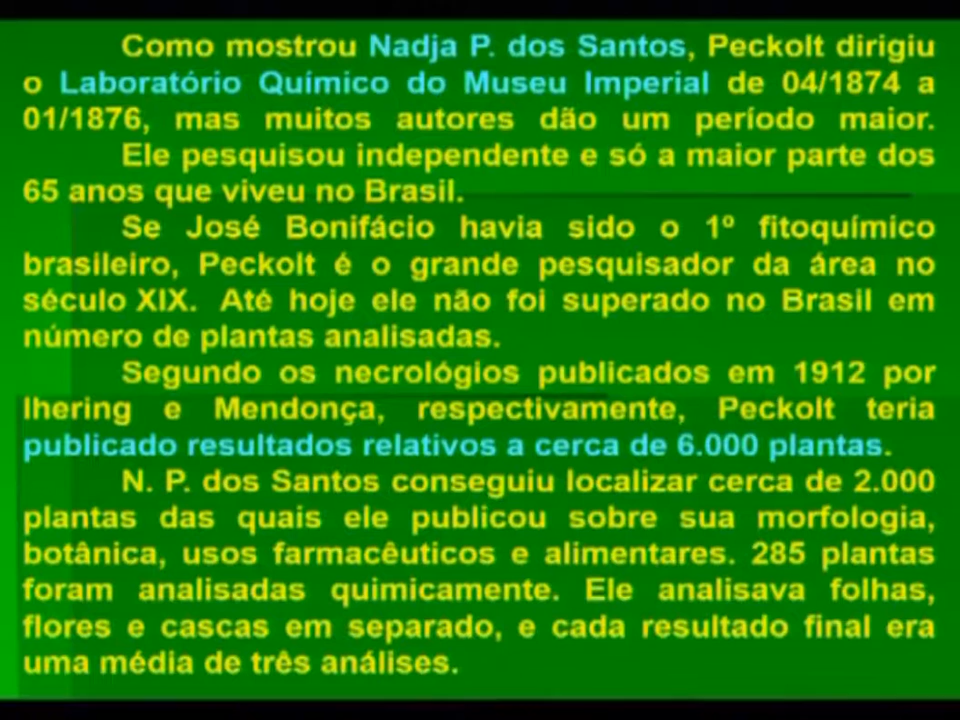 Como mostrou Nadja P. dos Santos, Peckolt dirigiu
o Laboratório Químico do Museu Imperial de 04/1874 a
01/1876, mas muitos autores dão um período maior.
Ele pesquisou independente e só a maior parte dos
65 anos que viveu no Brasil.
Se José Bonifácio havia sido o 1º fitoquímico
brasileiro, Peckolt é o grande pesquisador da área no
século XIX. Até hoje ele não foi superado no Brasil em
número de plantas analisadas.
Segundo os necrológios publicados em 1912 por
Ihering e Mendonça, respectivamente, Peckolt teria
publicado resultados relativos a cerca de 6.000 plantas.
N. P. dos Santos conseguiu localizar cerca de 2.000
plantas das quais ele publicou sobre sua morfologia,
botânica, usos farmacêuticos e alimentares. 285 plantas
foram analisadas quimicamente. Ele analisava folhas,
flores e cascas em separado, e cada resultado final era
uma média de três análises.